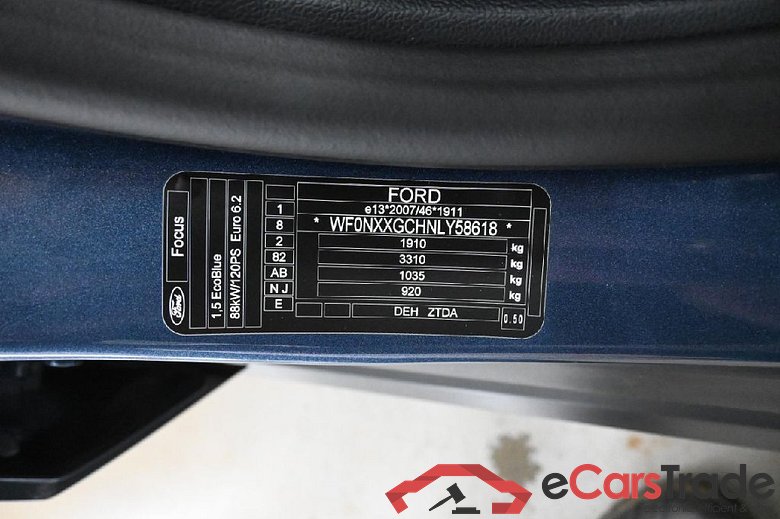 FORD
e13*2007/46*1911
* WF0NXXGCHNLY58618 *
1910 kg
3310 kg
1035 kg
920 kg
DEH ZTDA
0.50
1
8
2
82
AB
N J
E
Focus
1,5 EcoBlue
88kW/120PS Euro 6.2
Ford
eCarsTrade